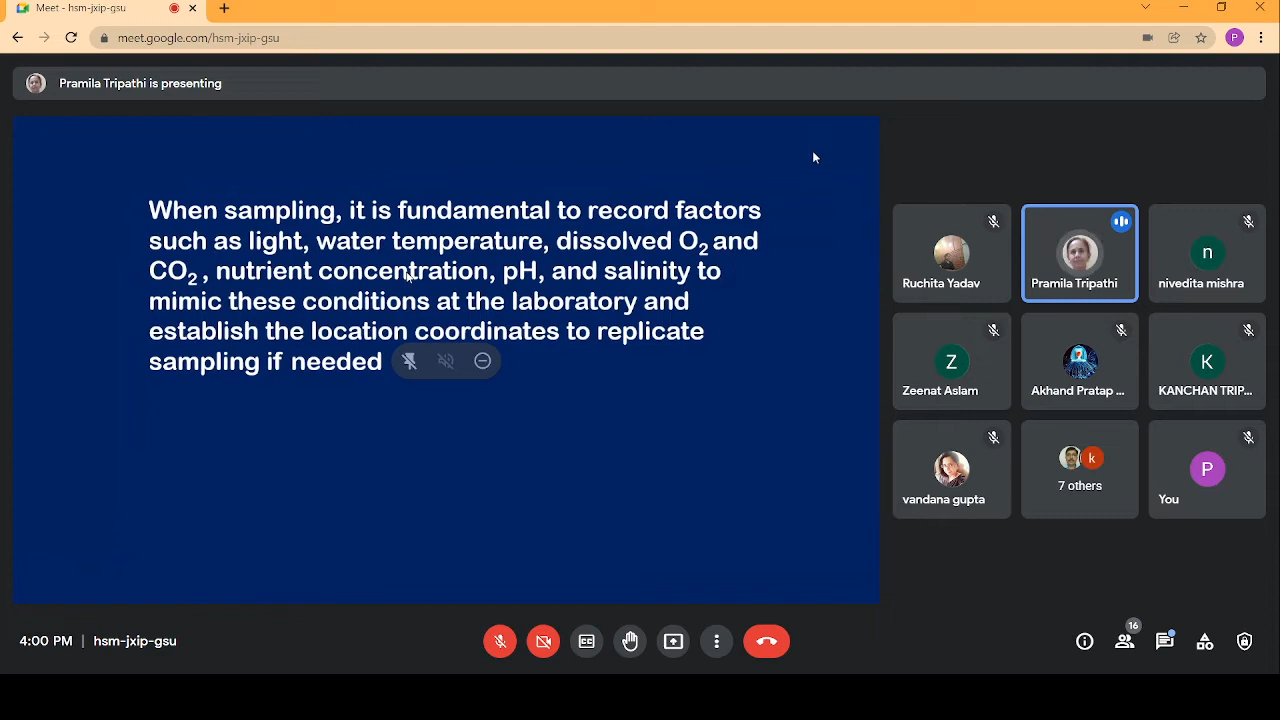 Meet - hsm-jxip-gsu
meet.google.com/hsm-jxip-gsu
P
Pramila Tripathi is presenting
When sampling, it is fundamental to record factors
such as light, water temperature, dissolved O₂ and
CO₂ , nutrient concentration, pH, and salinity to
mimic these conditions at the laboratory and
establish the location coordinates to replicate
sampling if needed
Ruchita Yadav
Pramila Tripathi
n
nivedita mishra
Z
Zeenat Aslam
Akhand Pratap ...
K
KANCHAN TRIP...
vandana gupta
k
7 others
P
You
4:00 PM | hsm-jxip-gsu
CC
16